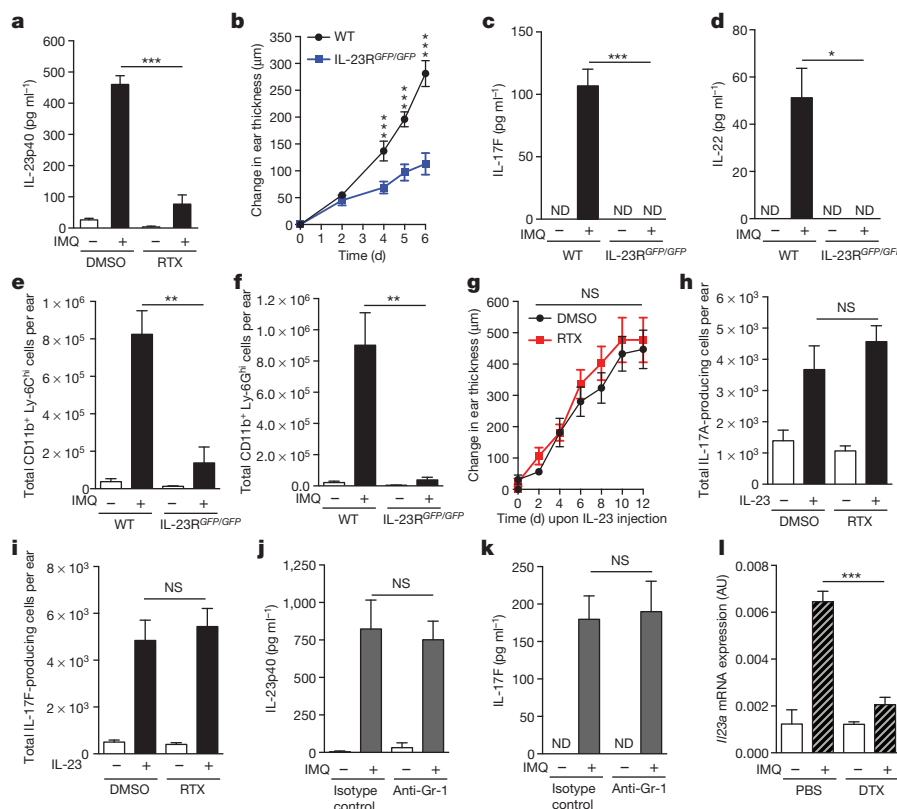 a
IL-23p40 (pg ml⁻¹)
600
500
400
300
200
100
0
***
IMQ – + – +
DMSO RTX
b
Change in ear thickness (μm)
350
300
250
200
150
100
50
0
WT
IL-23R^GFP/GFP
***
***
***
0 1 2 3 4 5 6
Time (d)
c
IL-17F (pg ml⁻¹)
150
100
50
0
***
ND ND ND
IMQ – + – +
WT IL-23R^GFP/GFP
d
IL-22 (pg ml⁻¹)
80
60
40
20
0
*
ND ND ND
IMQ – + – +
WT IL-23R^GFP/GFP
e
Total CD11b⁺ Ly-6C^hi cells per ear
1 × 10⁶
8 × 10⁵
6 × 10⁵
4 × 10⁵
2 × 10⁵
0
**
IMQ – + – +
WT IL-23R^GFP/GFP
f
Total CD11b⁺ Ly-6G^hi cells per ear
1.2 × 10⁶
1.0 × 10⁶
8 × 10⁵
6 × 10⁵
4 × 10⁵
2 × 10⁵
0
**
IMQ – + – +
WT IL-23R^GFP/GFP
g
Change in ear thickness (μm)
600
500
400
300
200
100
0
NS
DMSO
RTX
0 2 4 6 8 10 12
Time (d) upon IL-23 injection
h
Total IL-17A-producing cells per ear
6 × 10³
4 × 10³
2 × 10³
0
NS
IL-23 – + – +
DMSO RTX
i
Total IL-17F-producing cells per ear
8 × 10³
6 × 10³
4 × 10³
2 × 10³
0
NS
IL-23 – + – +
DMSO RTX
j
IL-23p40 (pg ml⁻¹)
1,250
1,000
750
500
250
0
NS
IMQ – + – +
Isotype Anti-Gr-1
control
k
IL-17F (pg ml⁻¹)
250
200
150
100
50
0
NS
ND ND
IMQ – + – +
Isotype Anti-Gr-1
control
l
Il23a mRNA expression (AU)
0.008
0.006
0.004
0.002
0
***
IMQ – + – +
PBS DTX